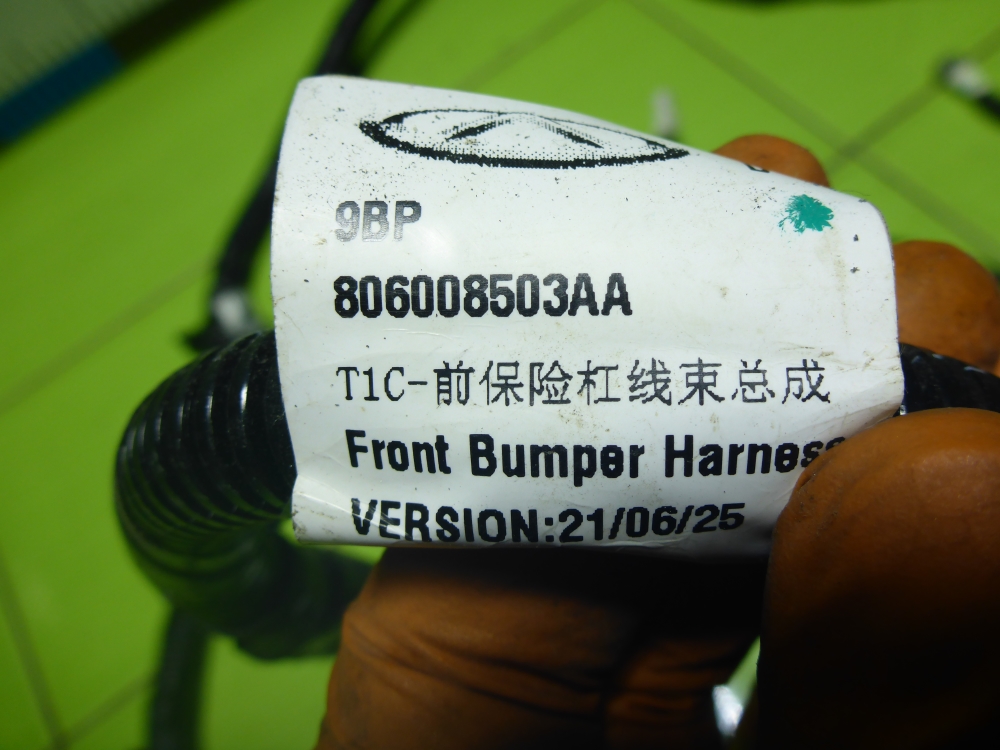 9BP
806008503AA
T1C-前保险杠线束总成
Front Bumper Harness
VERSION:21/06/25